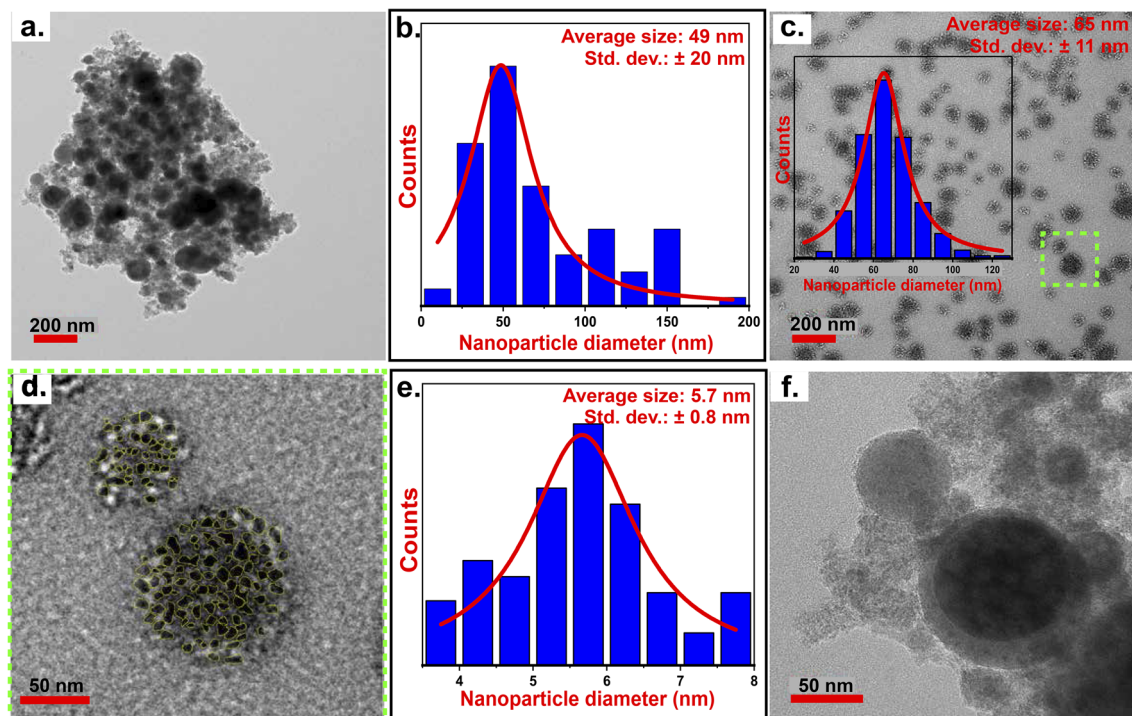 a.
200 nm
b.
Average size: 49 nm
Std. dev.: ± 20 nm
Counts
0 50 100 150 200
Nanoparticle diameter (nm)
c.
Average size: 65 nm
Std. dev.: ± 11 nm
Counts
20 40 60 80 100 120
Nanoparticle diameter (nm)
200 nm
d.
50 nm
e.
Average size: 5.7 nm
Std. dev.: ± 0.8 nm
Counts
4 5 6 7 8
Nanoparticle diameter (nm)
f.
50 nm